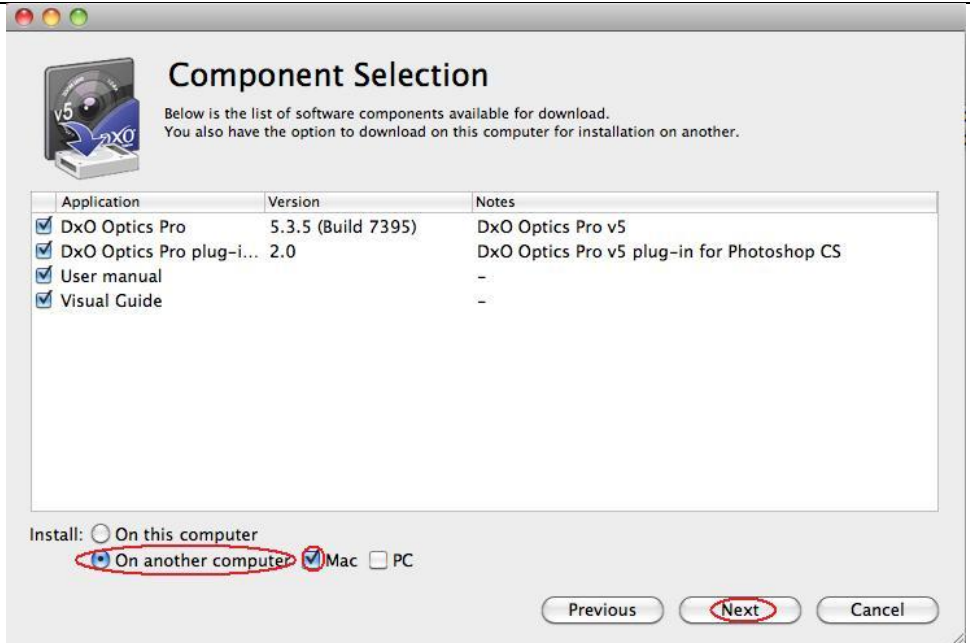 Component Selection
Below is the list of software components available for download.
You also have the option to download on this computer for installation on another.
v5
DXO
Application Version Notes
DxO Optics Pro 5.3.5 (Build 7395) DxO Optics Pro v5
DxO Optics Pro plug-i... 2.0 DxO Optics Pro v5 plug-in for Photoshop CS
User manual –
Visual Guide –
Install: On this computer
On another computer Mac PC
Previous Next Cancel